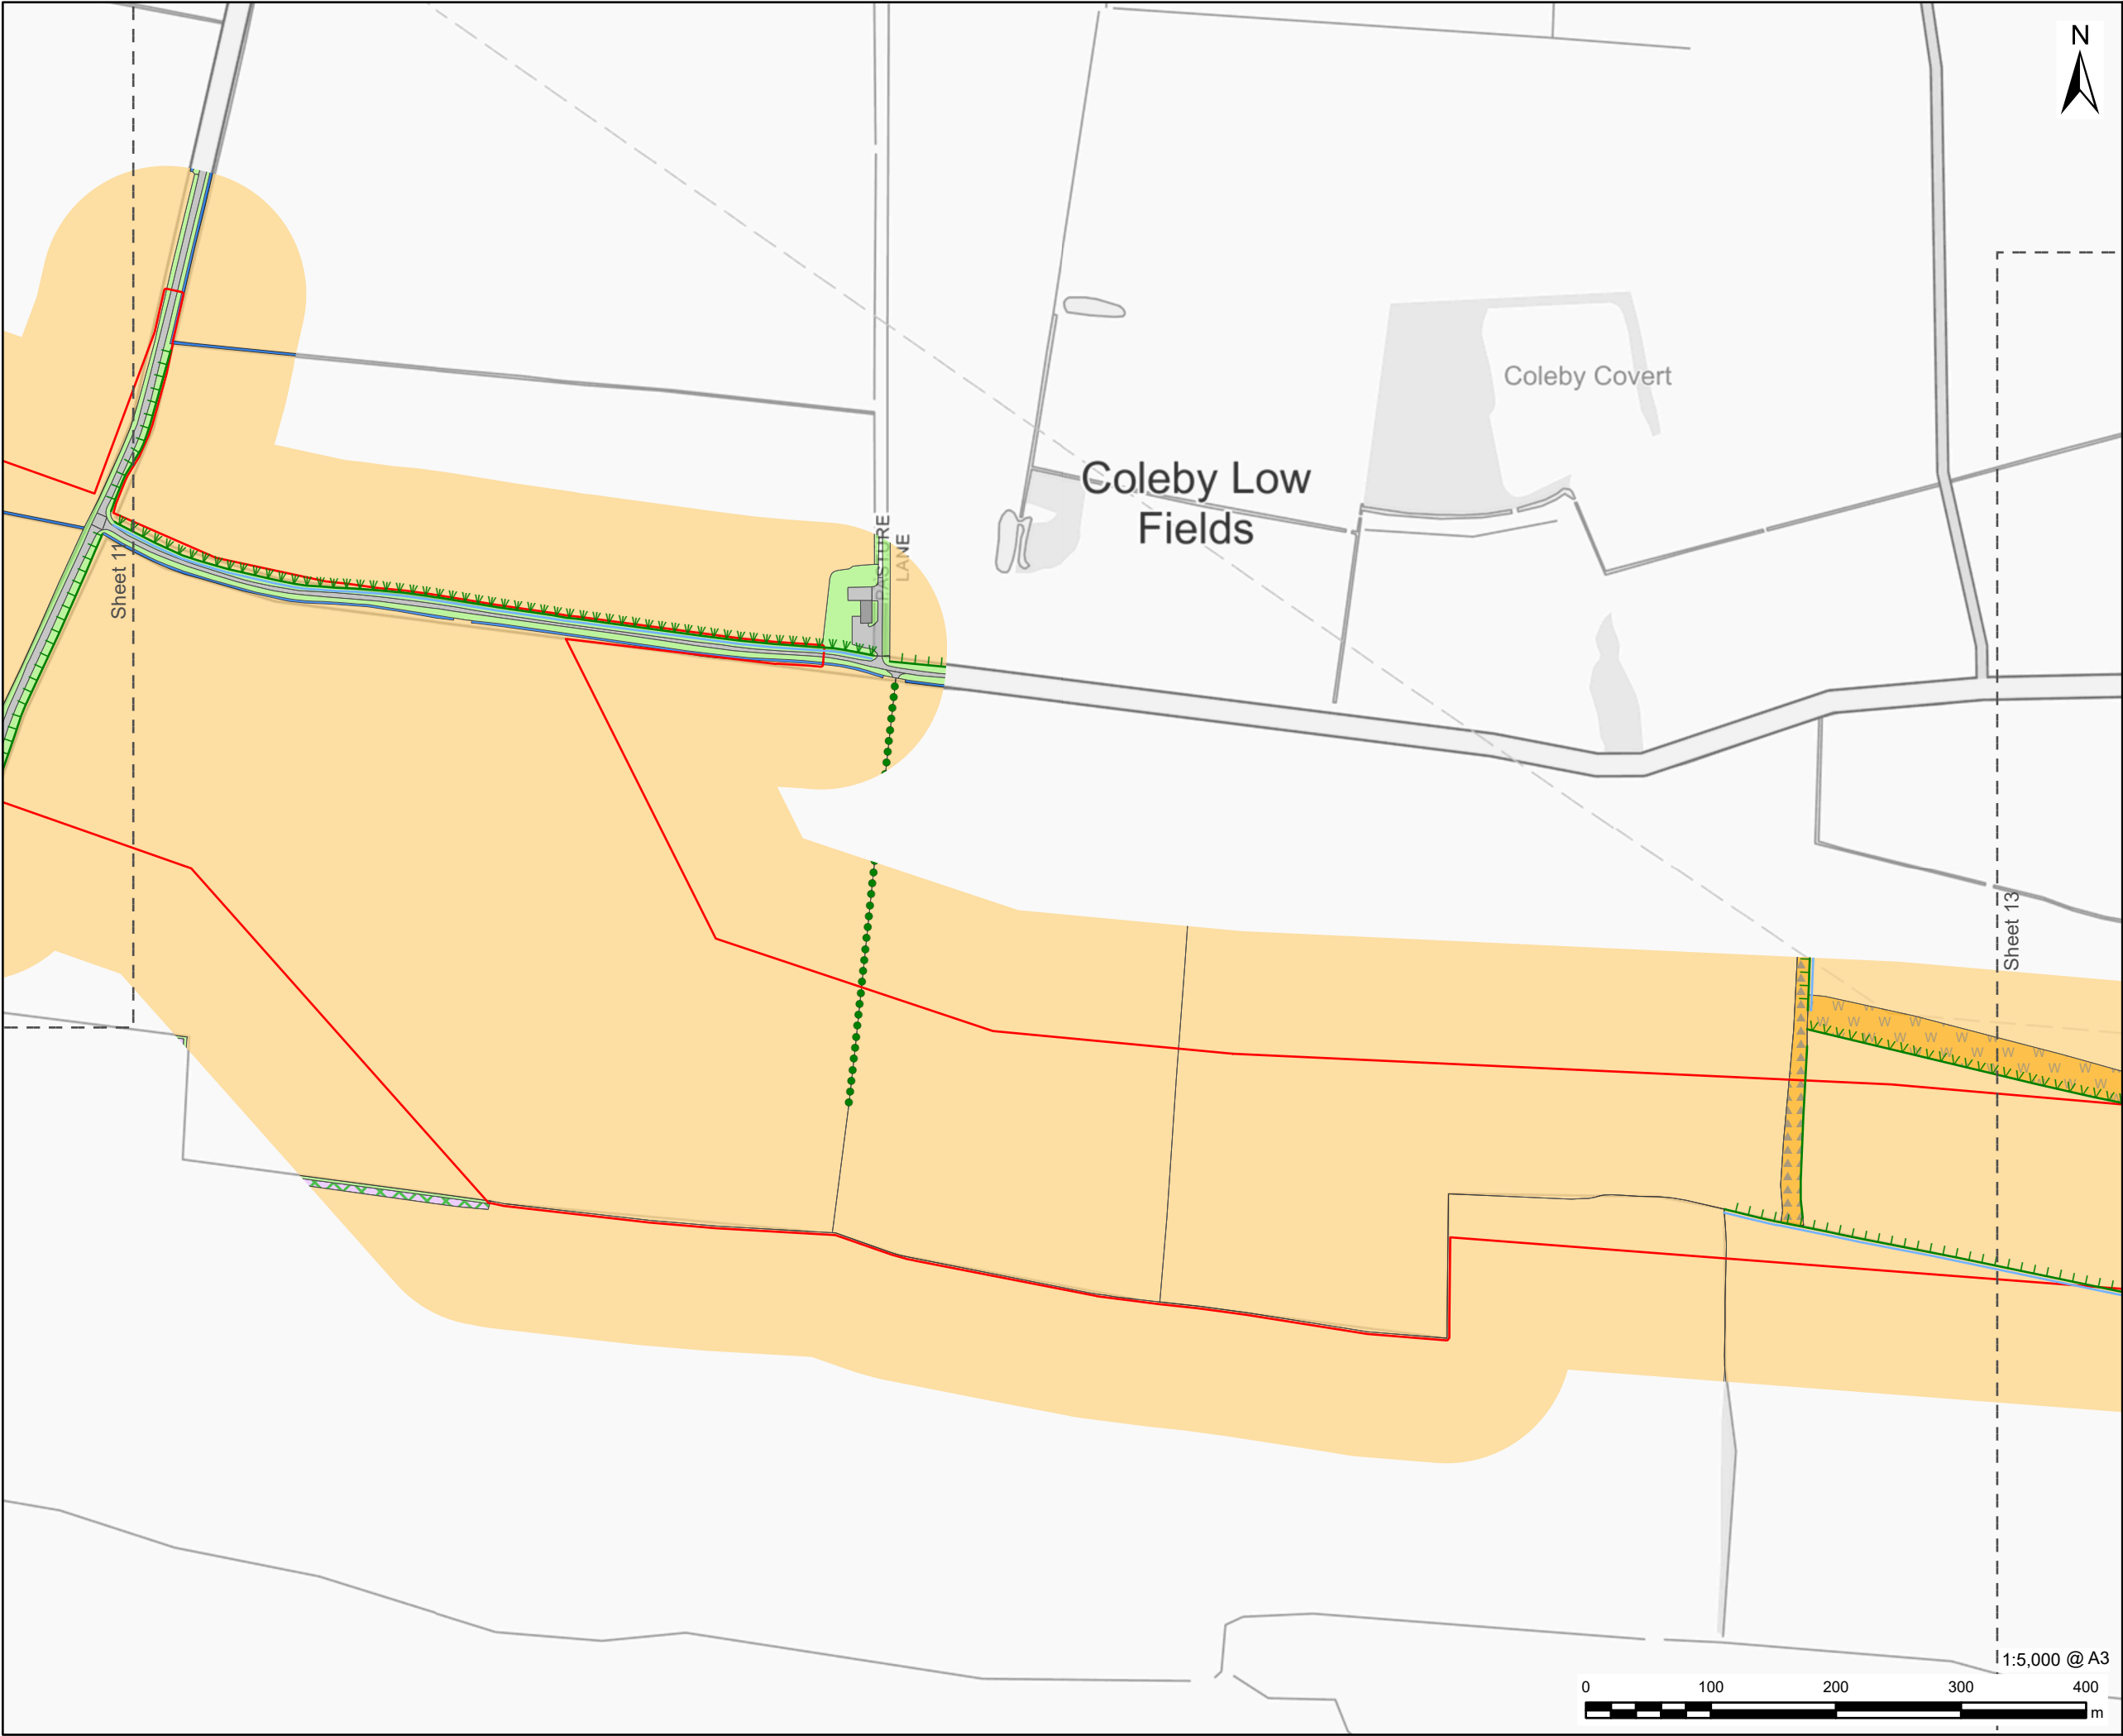 N
Coleby Covert
Coleby Low
Fields
PASTURE
LANE
Sheet 11
Sheet 13
1:5,000 @ A3
0 100 200 300 400
m